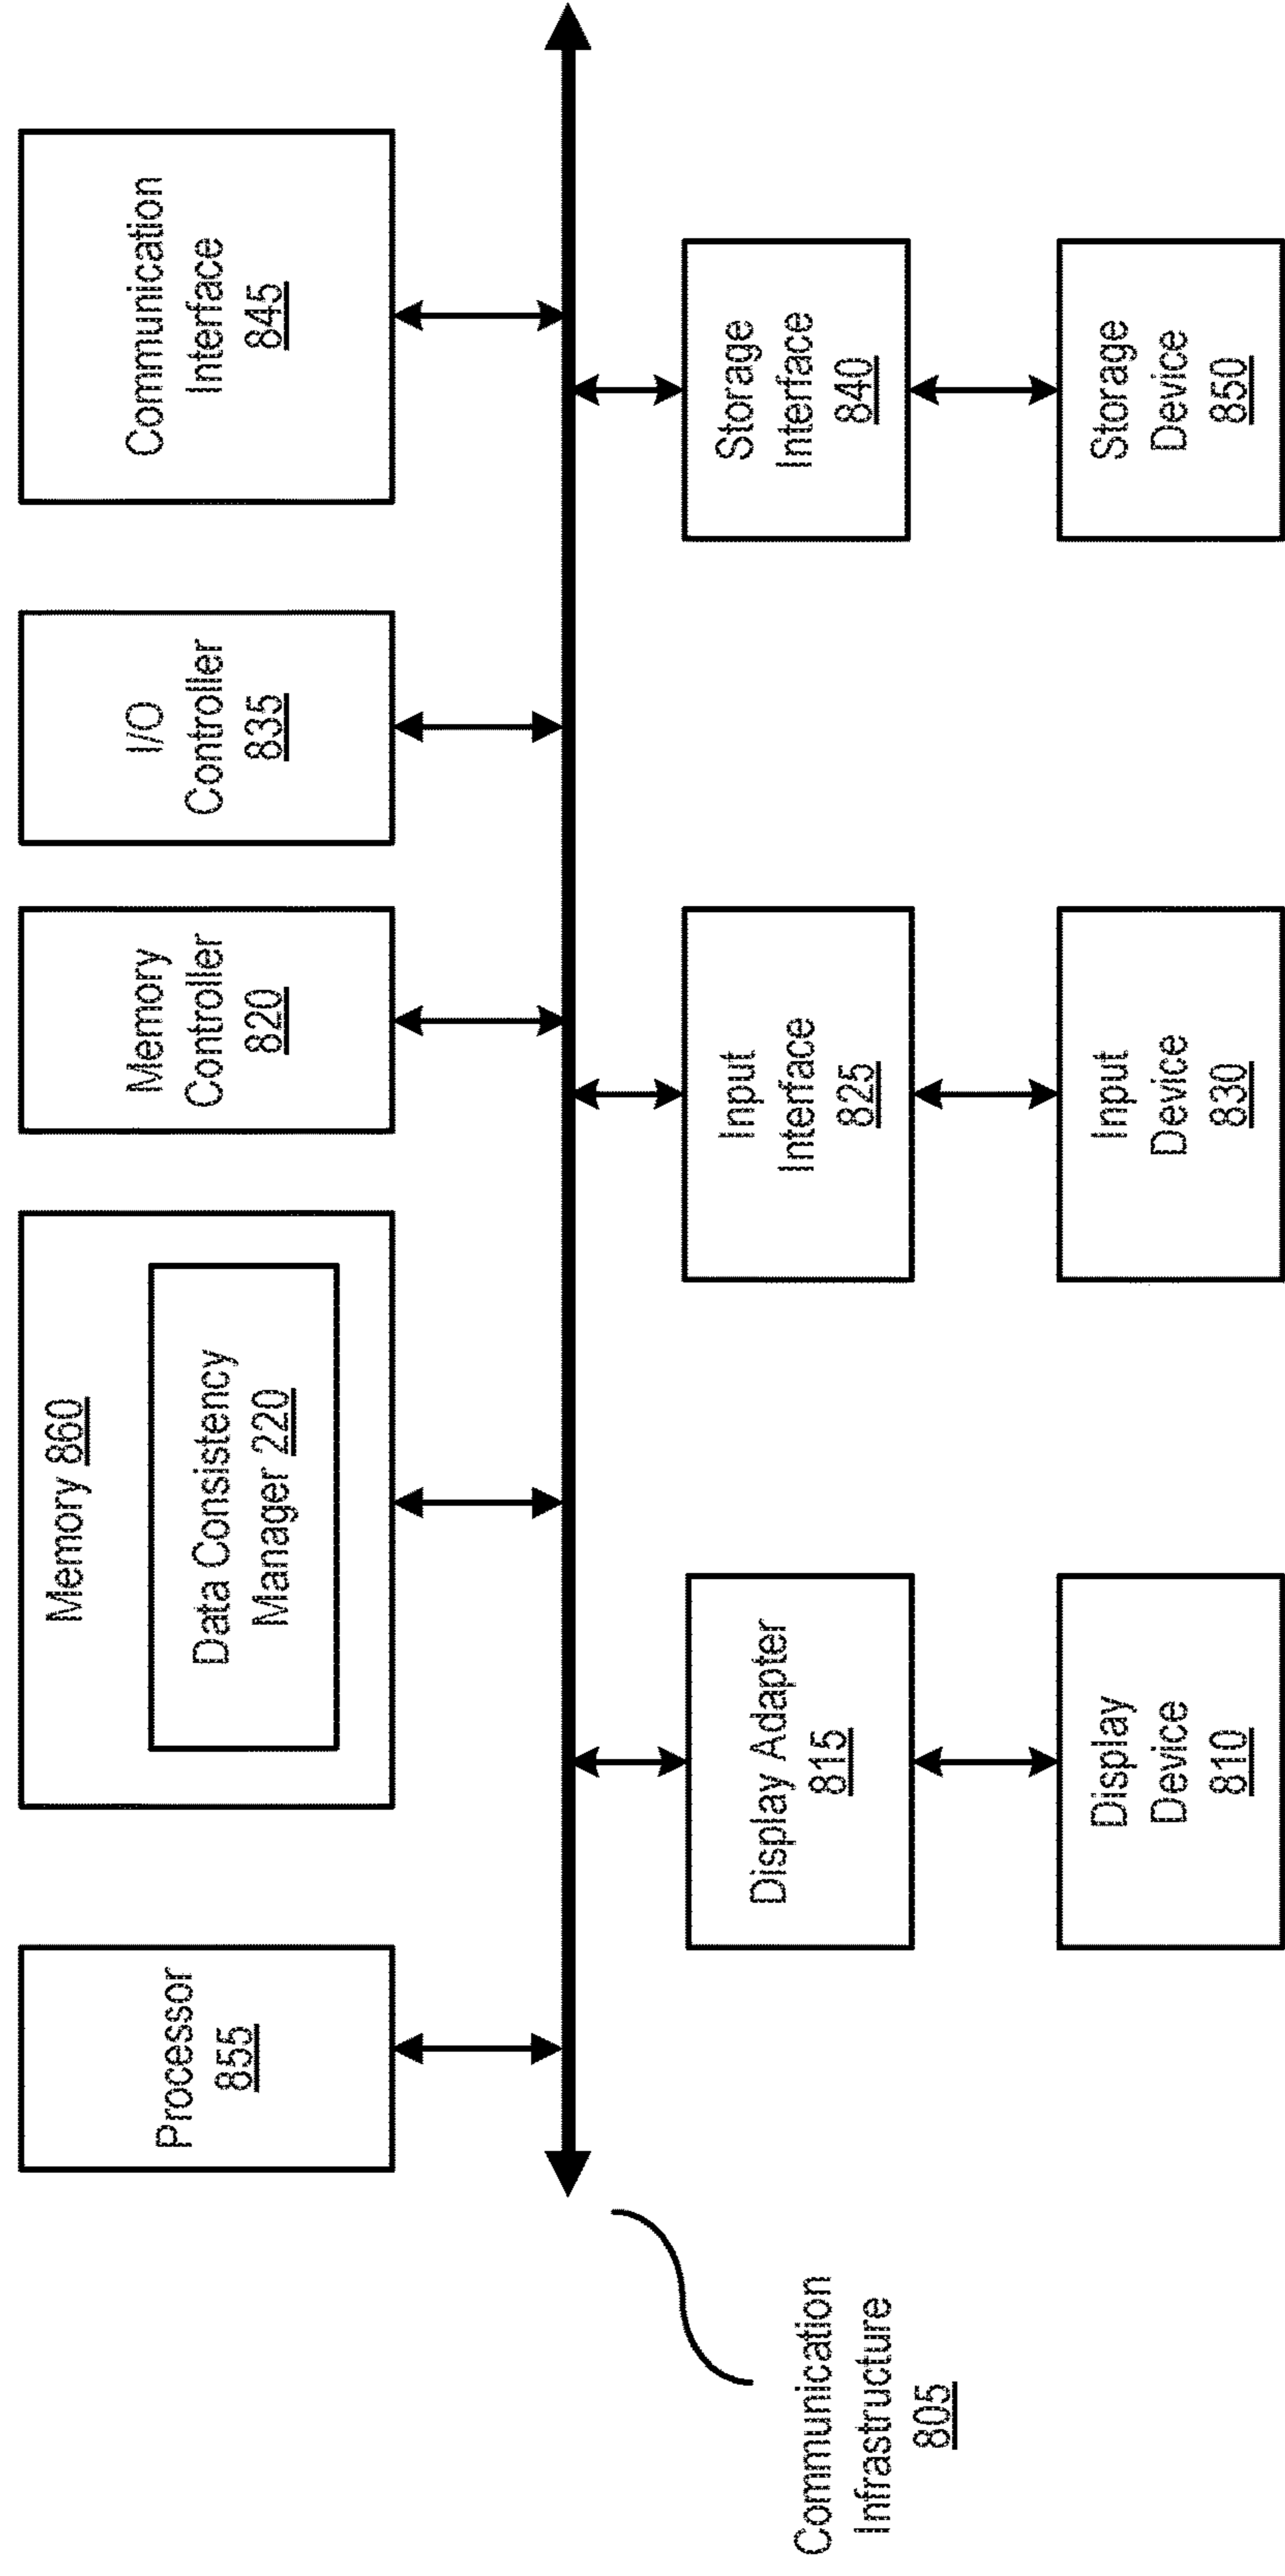 Processor
855
Memory 860
Data Consistency
Manager 220
Memory
Controller
820
I/O
Controller
835
Communication
Interface
845
Communication
Infrastructure
805
Display Adapter
815
Input
Interface
825
Storage
Interface
840
Display
Device
810
Input
Device
830
Storage
Device
850